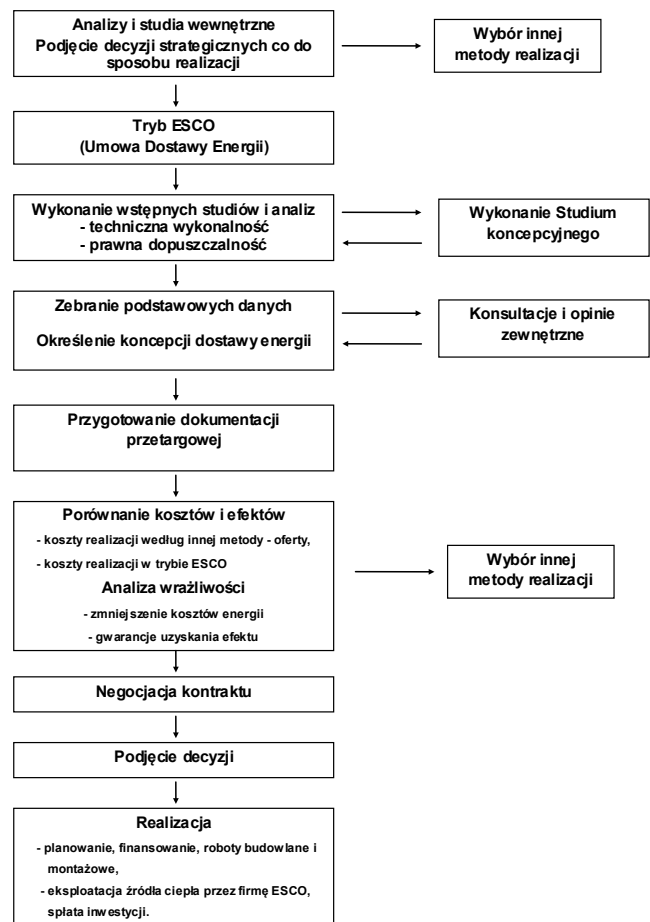 Analizy i studia wewnętrzne
Podjęcie decyzji strategicznych co do
sposobu realizacji
Wybór innej
metody realizacji
Tryb ESCO
(Umowa Dostawy Energii)
Wykonanie wstępnych studiów i analiz
- techniczna wykonalność
- prawna dopuszczalność
Wykonanie Studium
koncepcyjnego
Zebranie podstawowych danych
Określenie koncepcji dostawy energii
Konsultacje i opinie
zewnętrzne
Przygotowanie dokumentacji
przetargowej
Porównanie kosztów i efektów
- koszty realizacji według innej metody - oferty,
- koszty realizacji w trybie ESCO
Analiza wrażliwości
- zmniejszenie kosztów energii
- gwarancje uzyskania efektu
Wybór innej
metody realizacji
Negocjacja kontraktu
Podjęcie decyzji
Realizacja
- planowanie, finansowanie, roboty budowlane i
montażowe,
- eksploatacja źródła ciepła przez firmę ESCO,
spłata inwestycji.